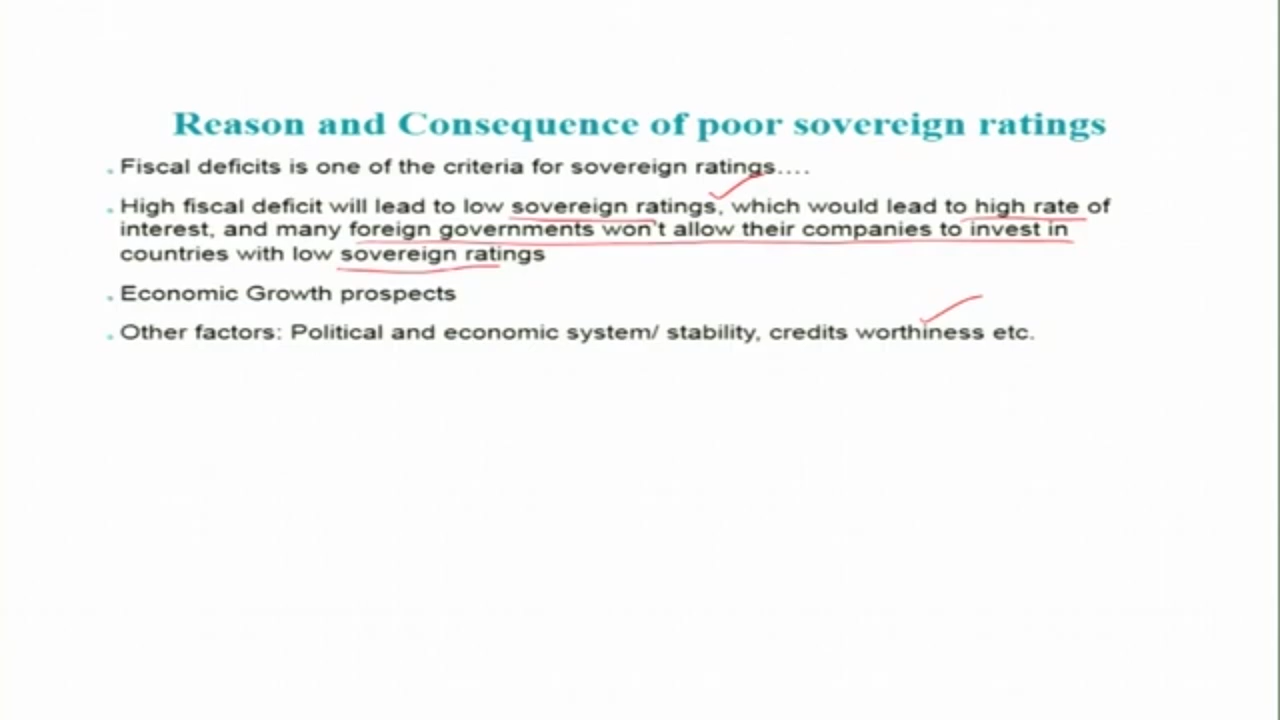 Reason and Consequence of poor sovereign ratings
. Fiscal deficits is one of the criteria for sovereign ratings....
. High fiscal deficit will lead to low sovereign ratings, which would lead to high rate of
interest, and many foreign governments won't allow their companies to invest in
countries with low sovereign ratings
. Economic Growth prospects
. Other factors: Political and economic system/ stability, credits worthiness etc.